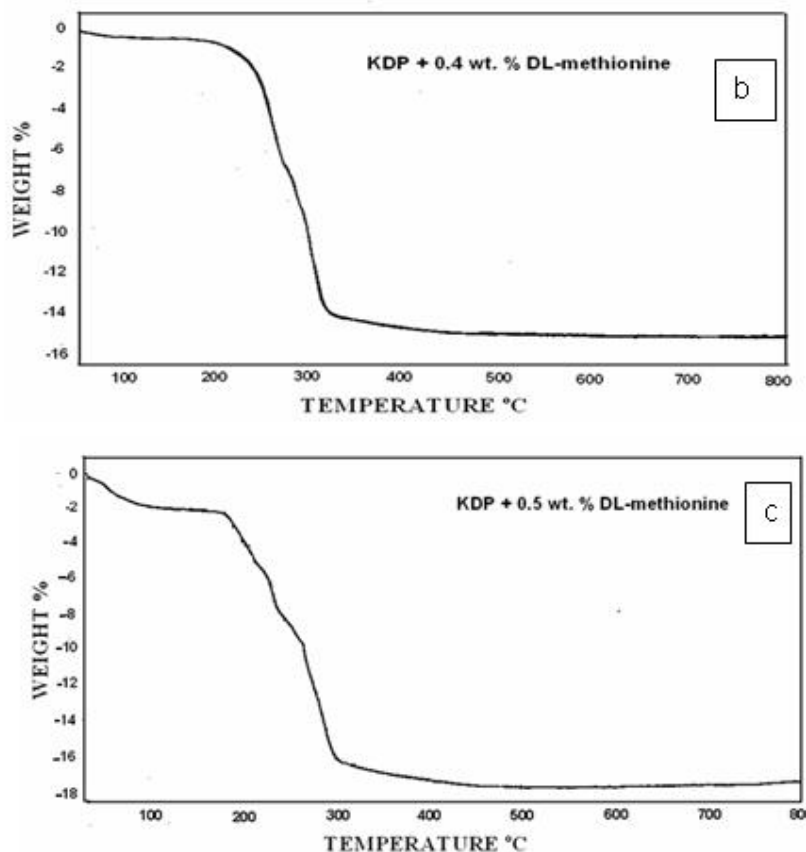 0
-2
-4
-6
-8
-10
-12
-14
-16
WEIGHT %
KDP + 0.4 wt. % DL-methionine
b
100 200 300 400 500 600 700 800
TEMPERATURE °C
0
-2
-4
-6
-8
-10
-12
-14
-16
-18
WEIGHT %
KDP + 0.5 wt. % DL-methionine
c
100 200 300 400 500 600 700 80
TEMPERATURE °C